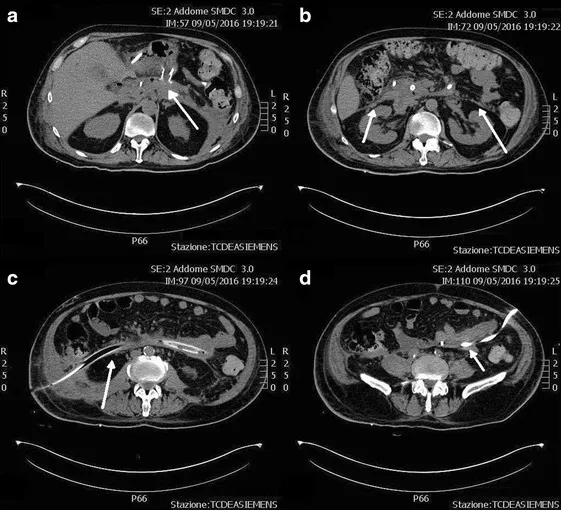 a
SE:2 Addome SMDC 3.0
IM:57 09/05/2016 19:19:21
R
2
5
0
L
2
5
0
P66
Stazione:TCDEASIEMENS
b
SE:2 Addome SMDC 3.0
IM:72 09/05/2016 19:19:22
R
2
5
0
L
2
5
0
P66
Stazione:TCDEASIEMENS
c
SE:2 Addome SMDC 3.0
IM:97 09/05/2016 19:19:24
R
2
5
0
L
2
5
0
P66
Stazione:TCDEASIEMENS
d
SE:2 Addome SMDC 3.0
IM:110 09/05/2016 19:19:25
R
2
5
0
L
2
5
0
P66
Stazione:TCDEASIEMENS